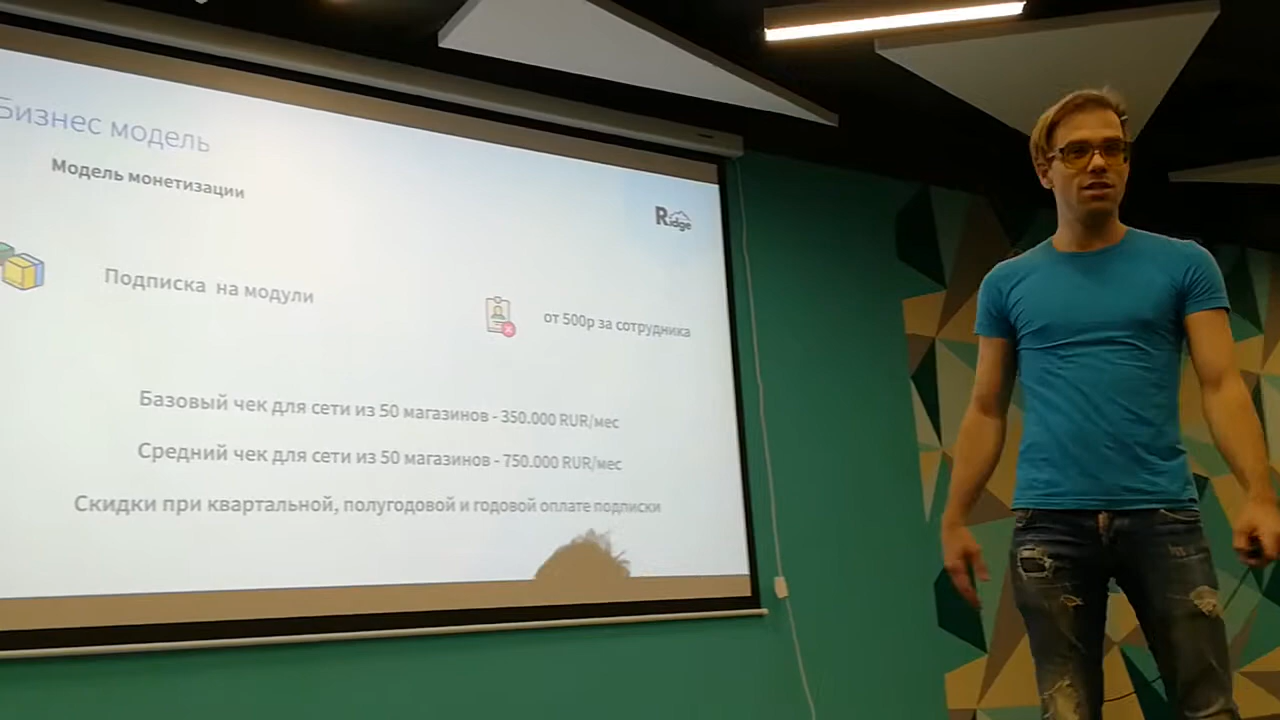 Бизнес модель
Модель монетизации
Ridge
Подписка на модули
от 500р за сотрудника
Базовый чек для сети из 50 магазинов - 350.000 RUR/мес
Средний чек для сети из 50 магазинов - 750.000 RUR/мес
Скидки при квартальной, полугодовой и годовой оплате подписки